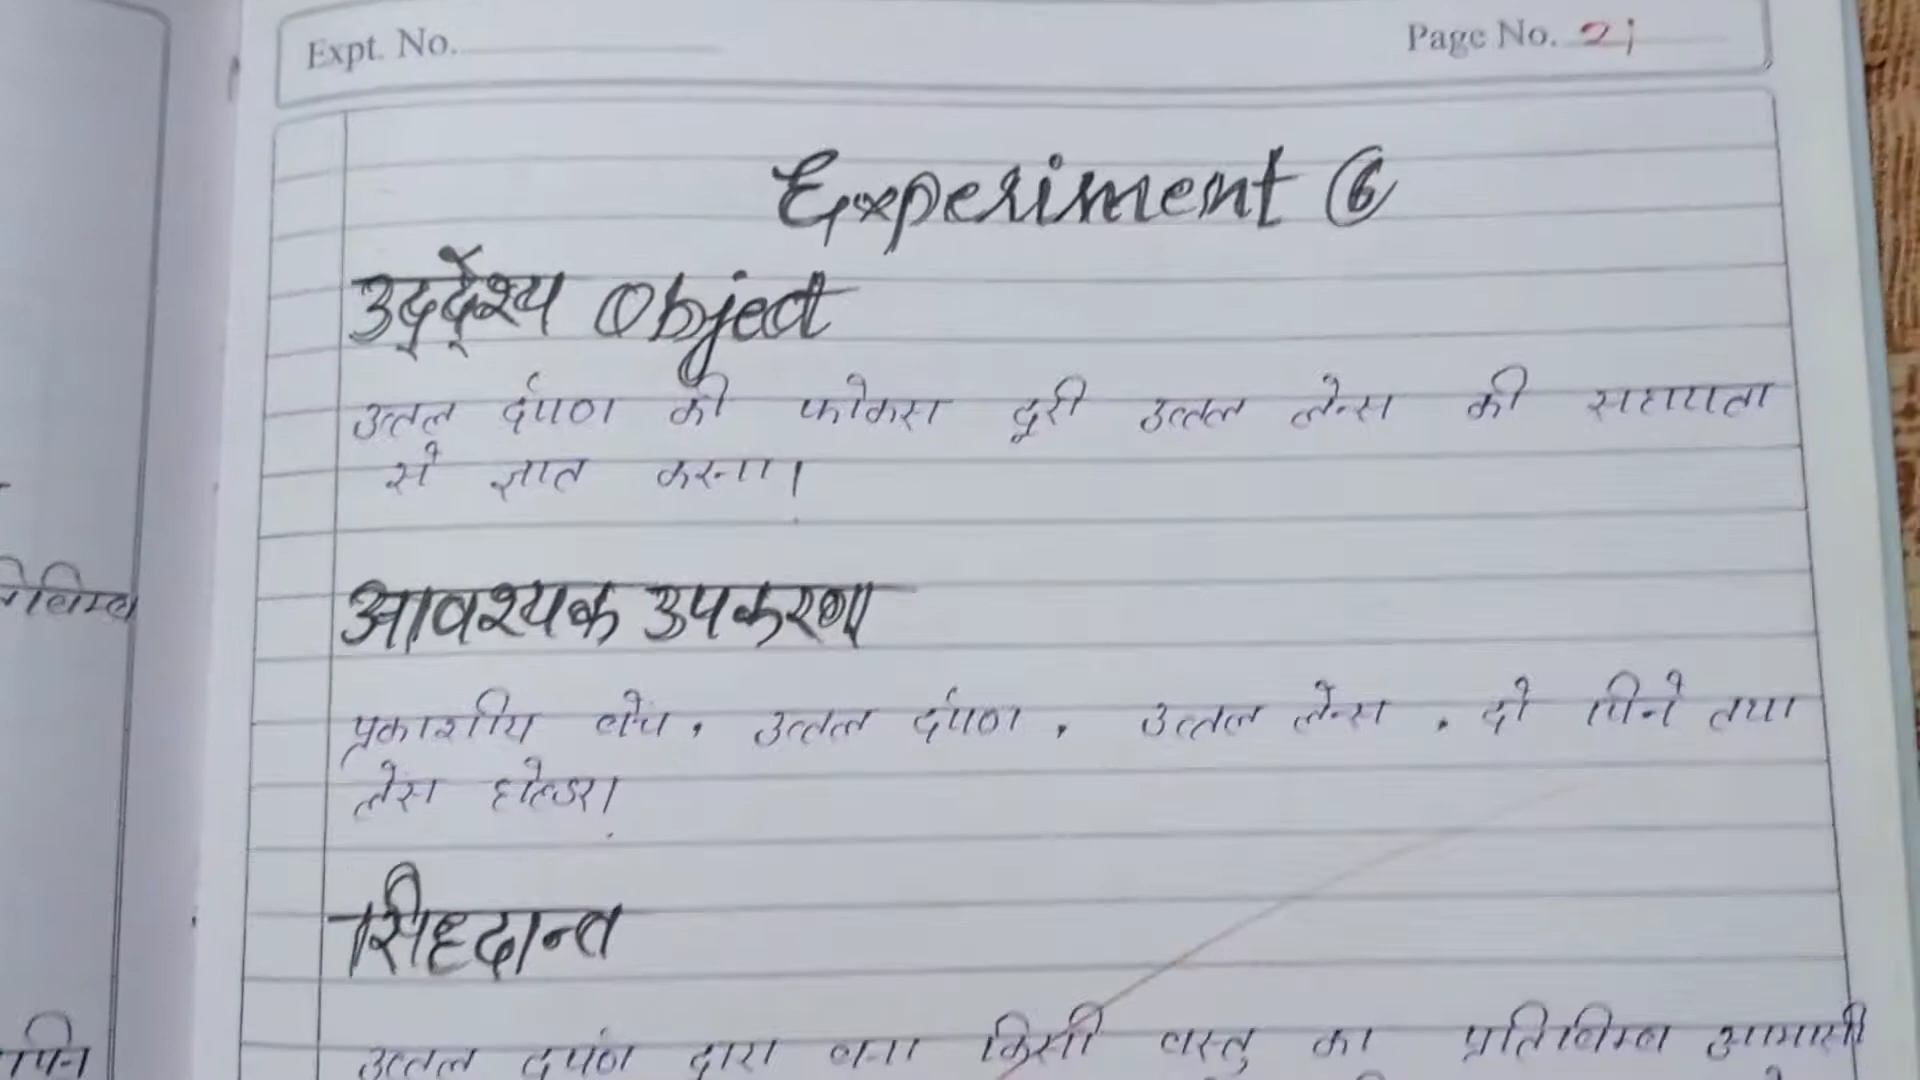 Expt. No.
Page No. 21
Experiment 6
उद्देश्य Object
उत्तल दर्पण की फोकस दूरी उत्तल लेन्स की सहायता
से ज्ञात करना।
आवश्यक उपकरण
प्रकाशीय बेंच, उत्तल दर्पण, उत्तल लेन्स, दो पिने तथा
लेंस होल्डर।
सिद्धान्त
उत्तल दर्पण द्वारा बना किसी वस्तु का प्रतिबिम्ब आभासी